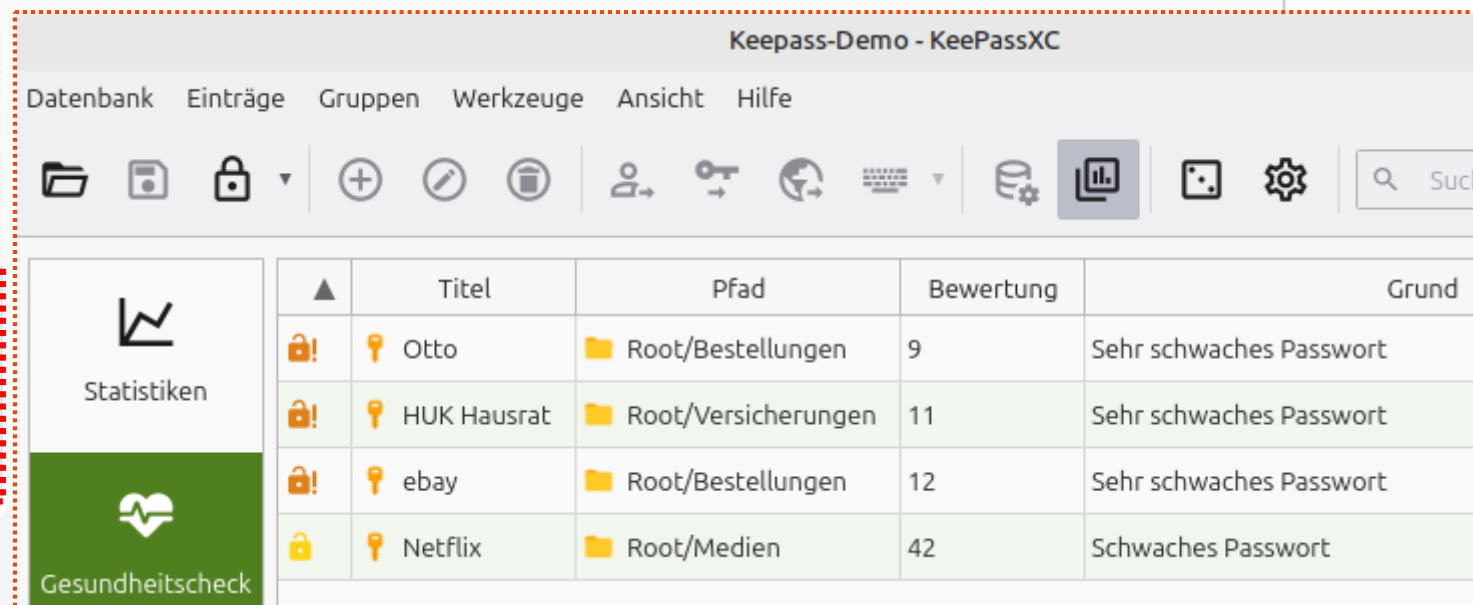 Keepass-Demo - KeePassXC
Datenbank Einträge Gruppen Werkzeuge Ansicht Hilfe
Such
Titel Pfad Bewertung Grund
Otto Root/Bestellungen 9 Sehr schwaches Passwort
HUK Hausrat Root/Versicherungen 11 Sehr schwaches Passwort
ebay Root/Bestellungen 12 Sehr schwaches Passwort
Netflix Root/Medien 42 Schwaches Passwort
Statistiken
Gesundheitscheck